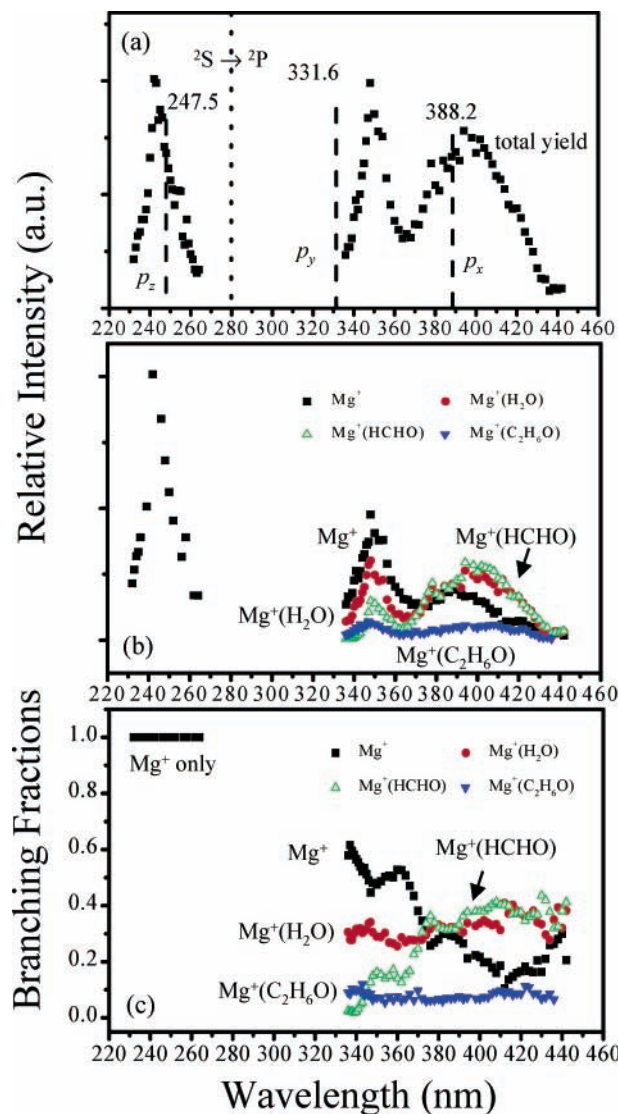 Relative Intensity (a.u.)
(a)
²S → ²P
247.5
331.6
388.2
total yield
p_z
p_y
p_x
220 240 260 280 300 320 340 360 380 400 420 440 460
Mg⁺
Mg⁺(H₂O)
Mg⁺(HCHO)
Mg⁺(C₂H₆O)
Mg⁺
Mg⁺(HCHO)
Mg⁺(H₂O)
Mg⁺(C₂H₆O)
(b)
220 240 260 280 300 320 340 360 380 400 420 440 460
Branching Fractions
1.0
0.8
0.6
0.4
0.2
0.0
Mg⁺ only
Mg⁺
Mg⁺(H₂O)
Mg⁺(HCHO)
Mg⁺(C₂H₆O)
Mg⁺
Mg⁺(HCHO)
Mg⁺(H₂O)
Mg⁺(C₂H₆O)
(c)
220 240 260 280 300 320 340 360 380 400 420 440 460
Wavelength (nm)